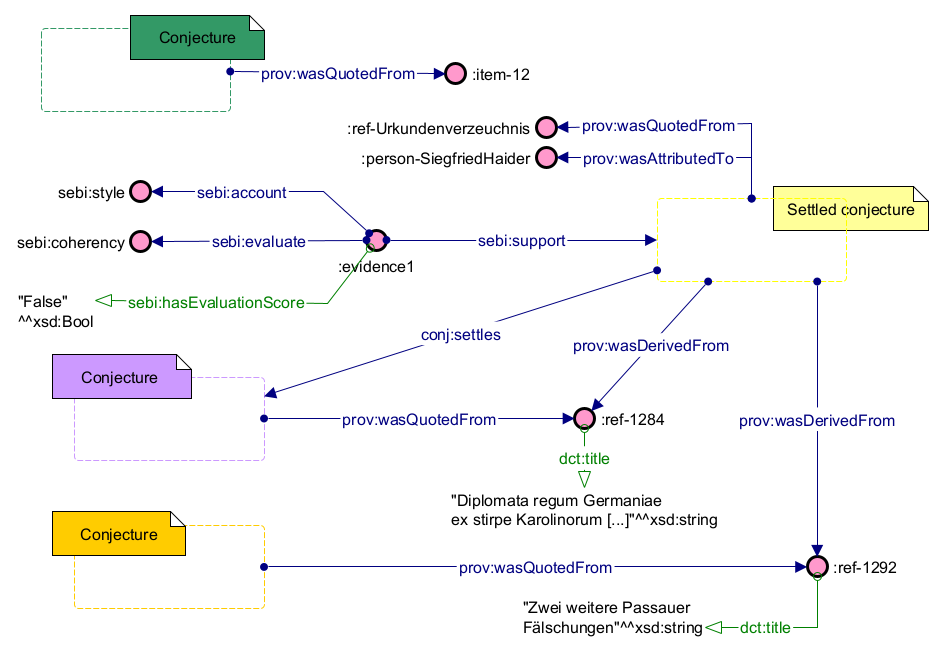 Conjecture
prov:wasQuotedFrom
:item-12
:ref-Urkundenverzeuchnis
prov:wasQuotedFrom
:person-SiegfriedHaider
prov:wasAttributedTo
sebi:style
sebi:account
Settled conjecture
sebi:coherency
sebi:evaluate
sebi:support
:evidence1
"False"
^^xsd:Bool
sebi:hasEvaluationScore
conj:settles
prov:wasDerivedFrom
Conjecture
prov:wasQuotedFrom
:ref-1284
prov:wasDerivedFrom
dct:title
"Diplomata regum Germaniae
ex stirpe Karolinorum [...]"^^xsd:string
Conjecture
prov:wasQuotedFrom
:ref-1292
"Zwei weitere Passauer
Fälschungen"^^xsd:string
dct:title